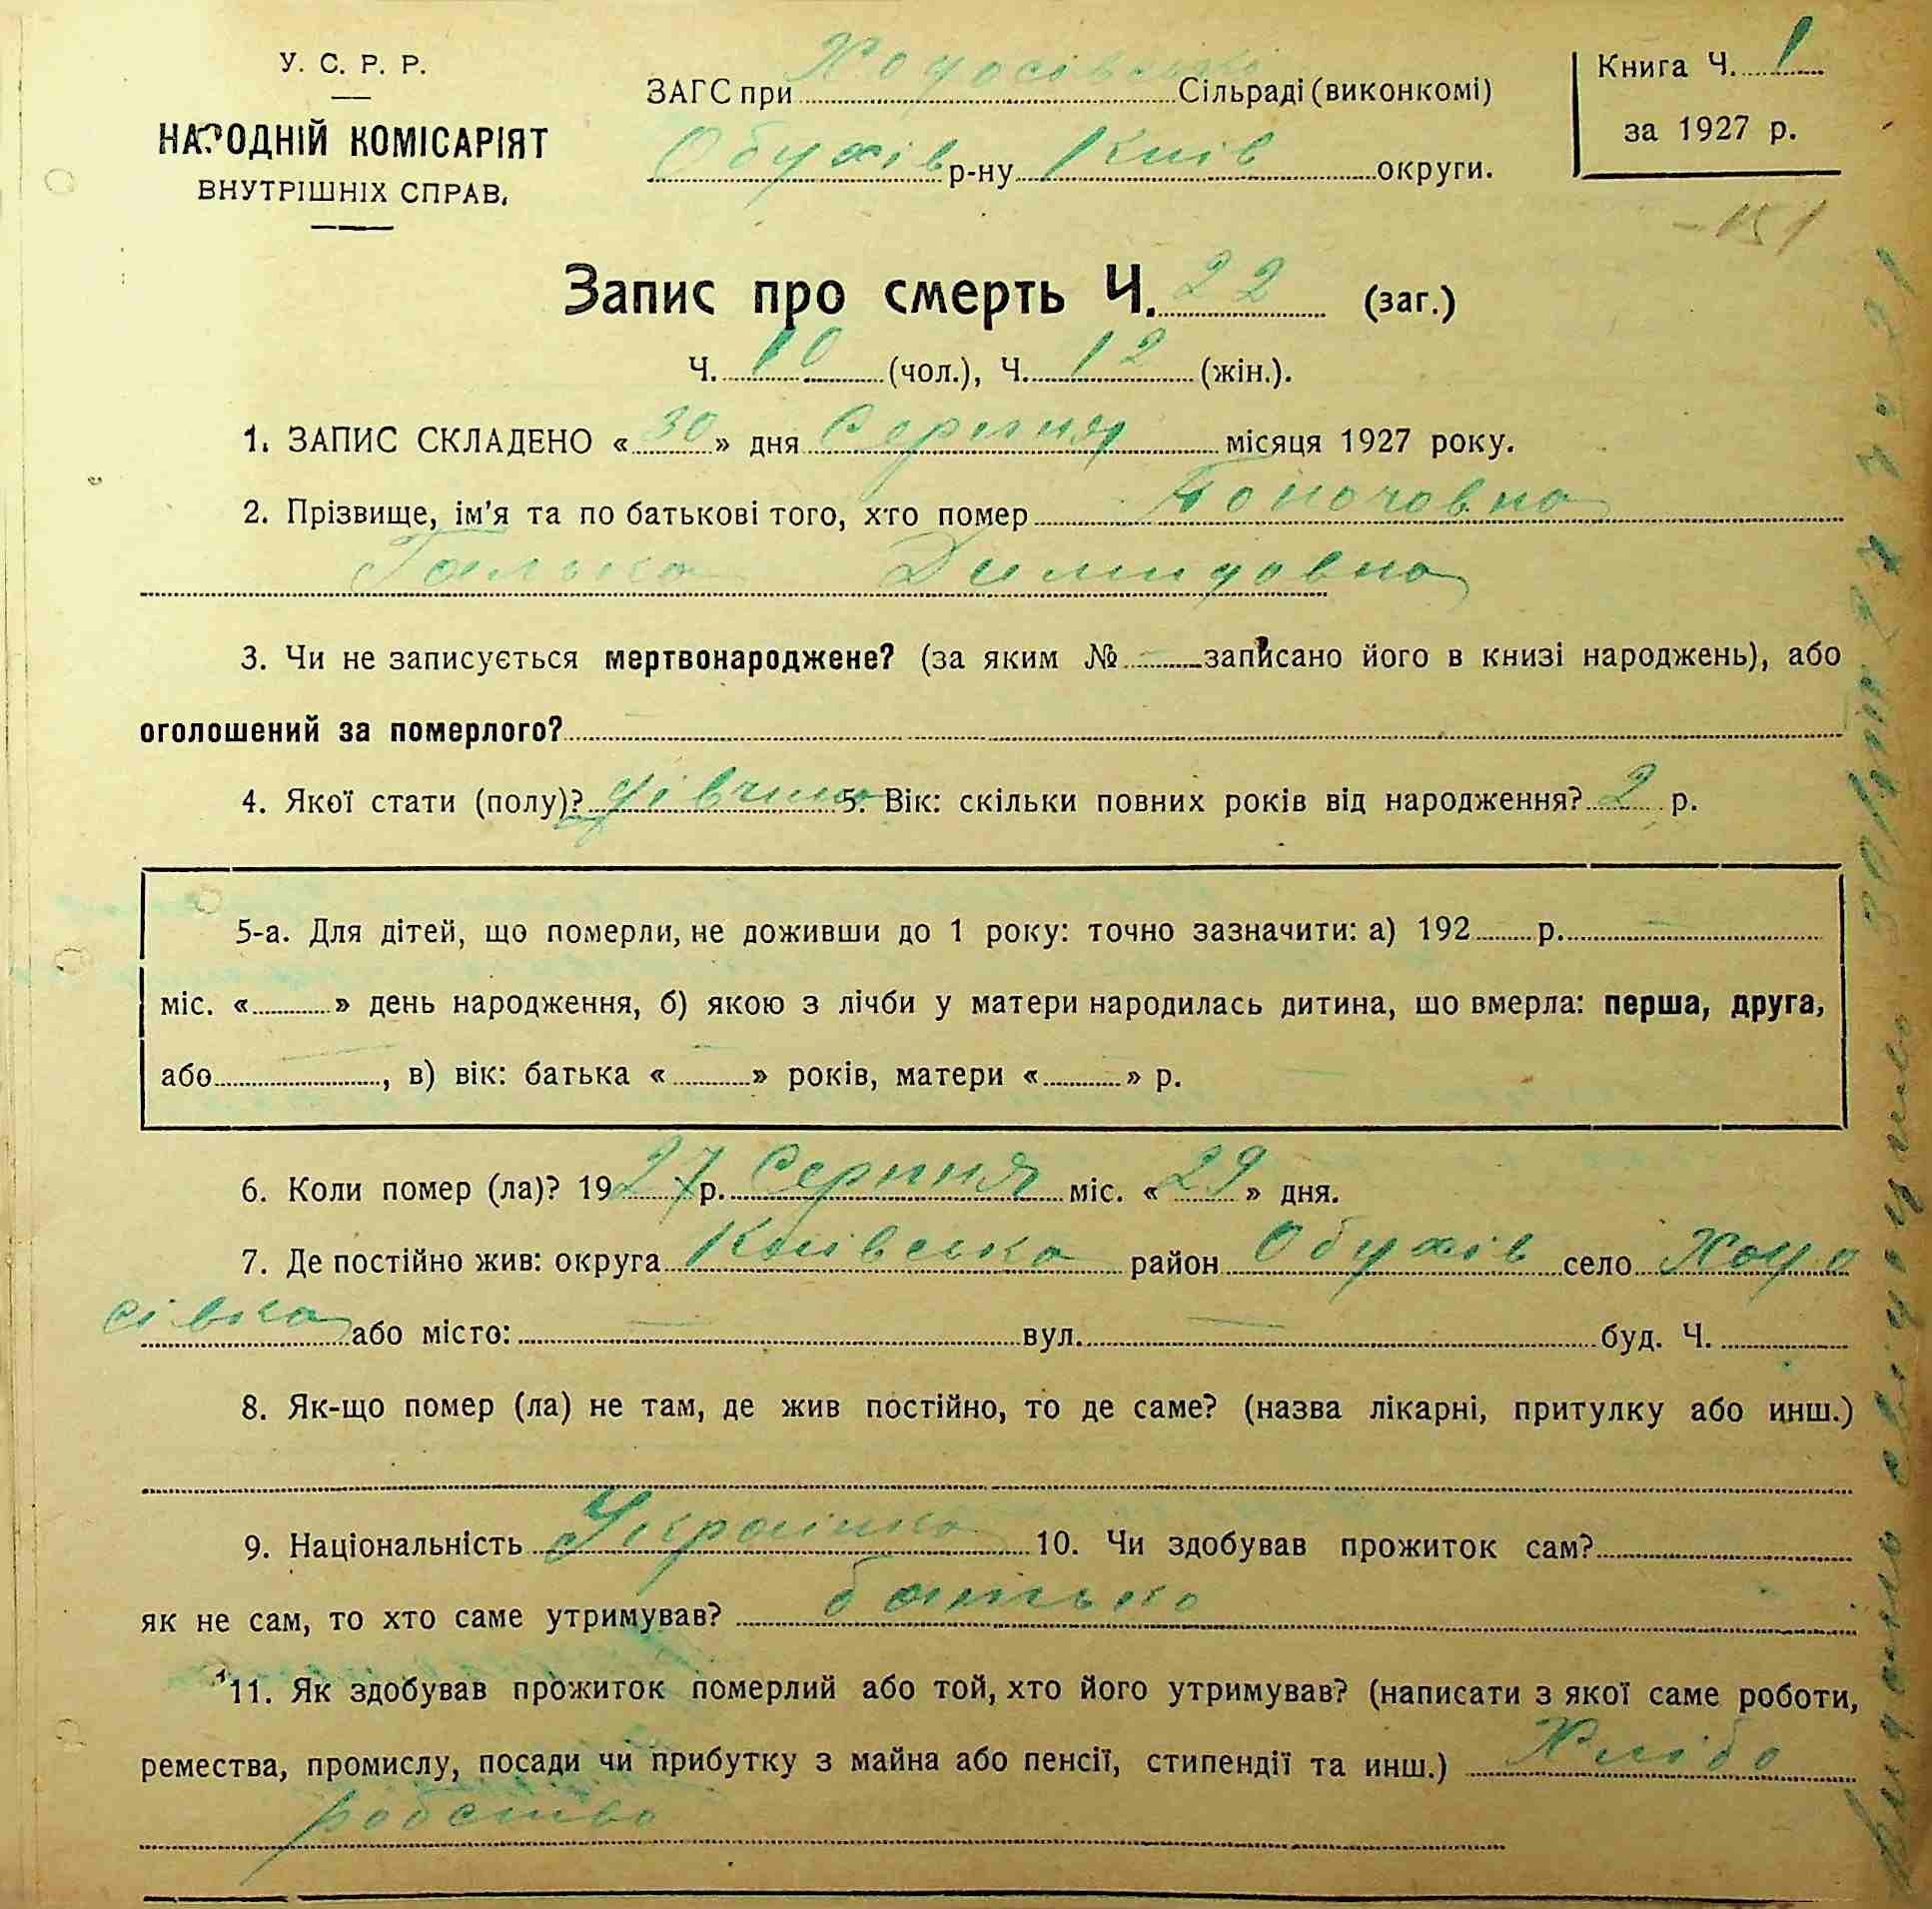 У. С. Р. Р.
НАРОДНІЙ КОМІСАРІЯТ
ВНУТРІШНІХ СПРАВ.
ЗАГС при Ходосівській Сільраді (виконкомі)
Обухів р-ну Київ округи.
Книга Ч. 1
за 1927 р.
-151
Запис про смерть Ч. 22 (заг.)
Ч. 10 (чол.), Ч. 12 (жін.).
1. ЗАПИС СКЛАДЕНО «30» дня Серпня місяця 1927 року.
2. Прізвище, ім'я та по батькові того, хто помер
Галька Димидовна
3. Чи не записується мертвонароджене? (за яким № записано його в книзі народжень), або
оголошений за померлого?
4. Якої стати (полу)? дівчина 5. Вік: скільки повних років від народження? 2 р.
5-а. Для дітей, що померли, не доживши до 1 року: точно зазначити: а) 192 р.
міс. « » день народження, б) якою з лічби у матери народилась дитина, що вмерла: перша, друга,
або , в) вік: батька « » років, матери « » р.
6. Коли помер (ла)? 1927 р. Серпня міс. «29» дня.
7. Де постійно жив: округа Київська район Обухів село Ходо
сівка або місто: — вул. — буд. Ч.
8. Як-що помер (ла) не там, де жив постійно, то де саме? (назва лікарні, притулку або инш.)
9. Національність Українка 10. Чи здобував прожиток сам?
як не сам, то хто саме утримував? батько
11. Як здобував прожиток померлий або той, хто його утримував? (написати з якої саме роботи,
ремества, промислу, посади чи прибутку з майна або пенсії, стипендії та инш.) Хлібо
робство